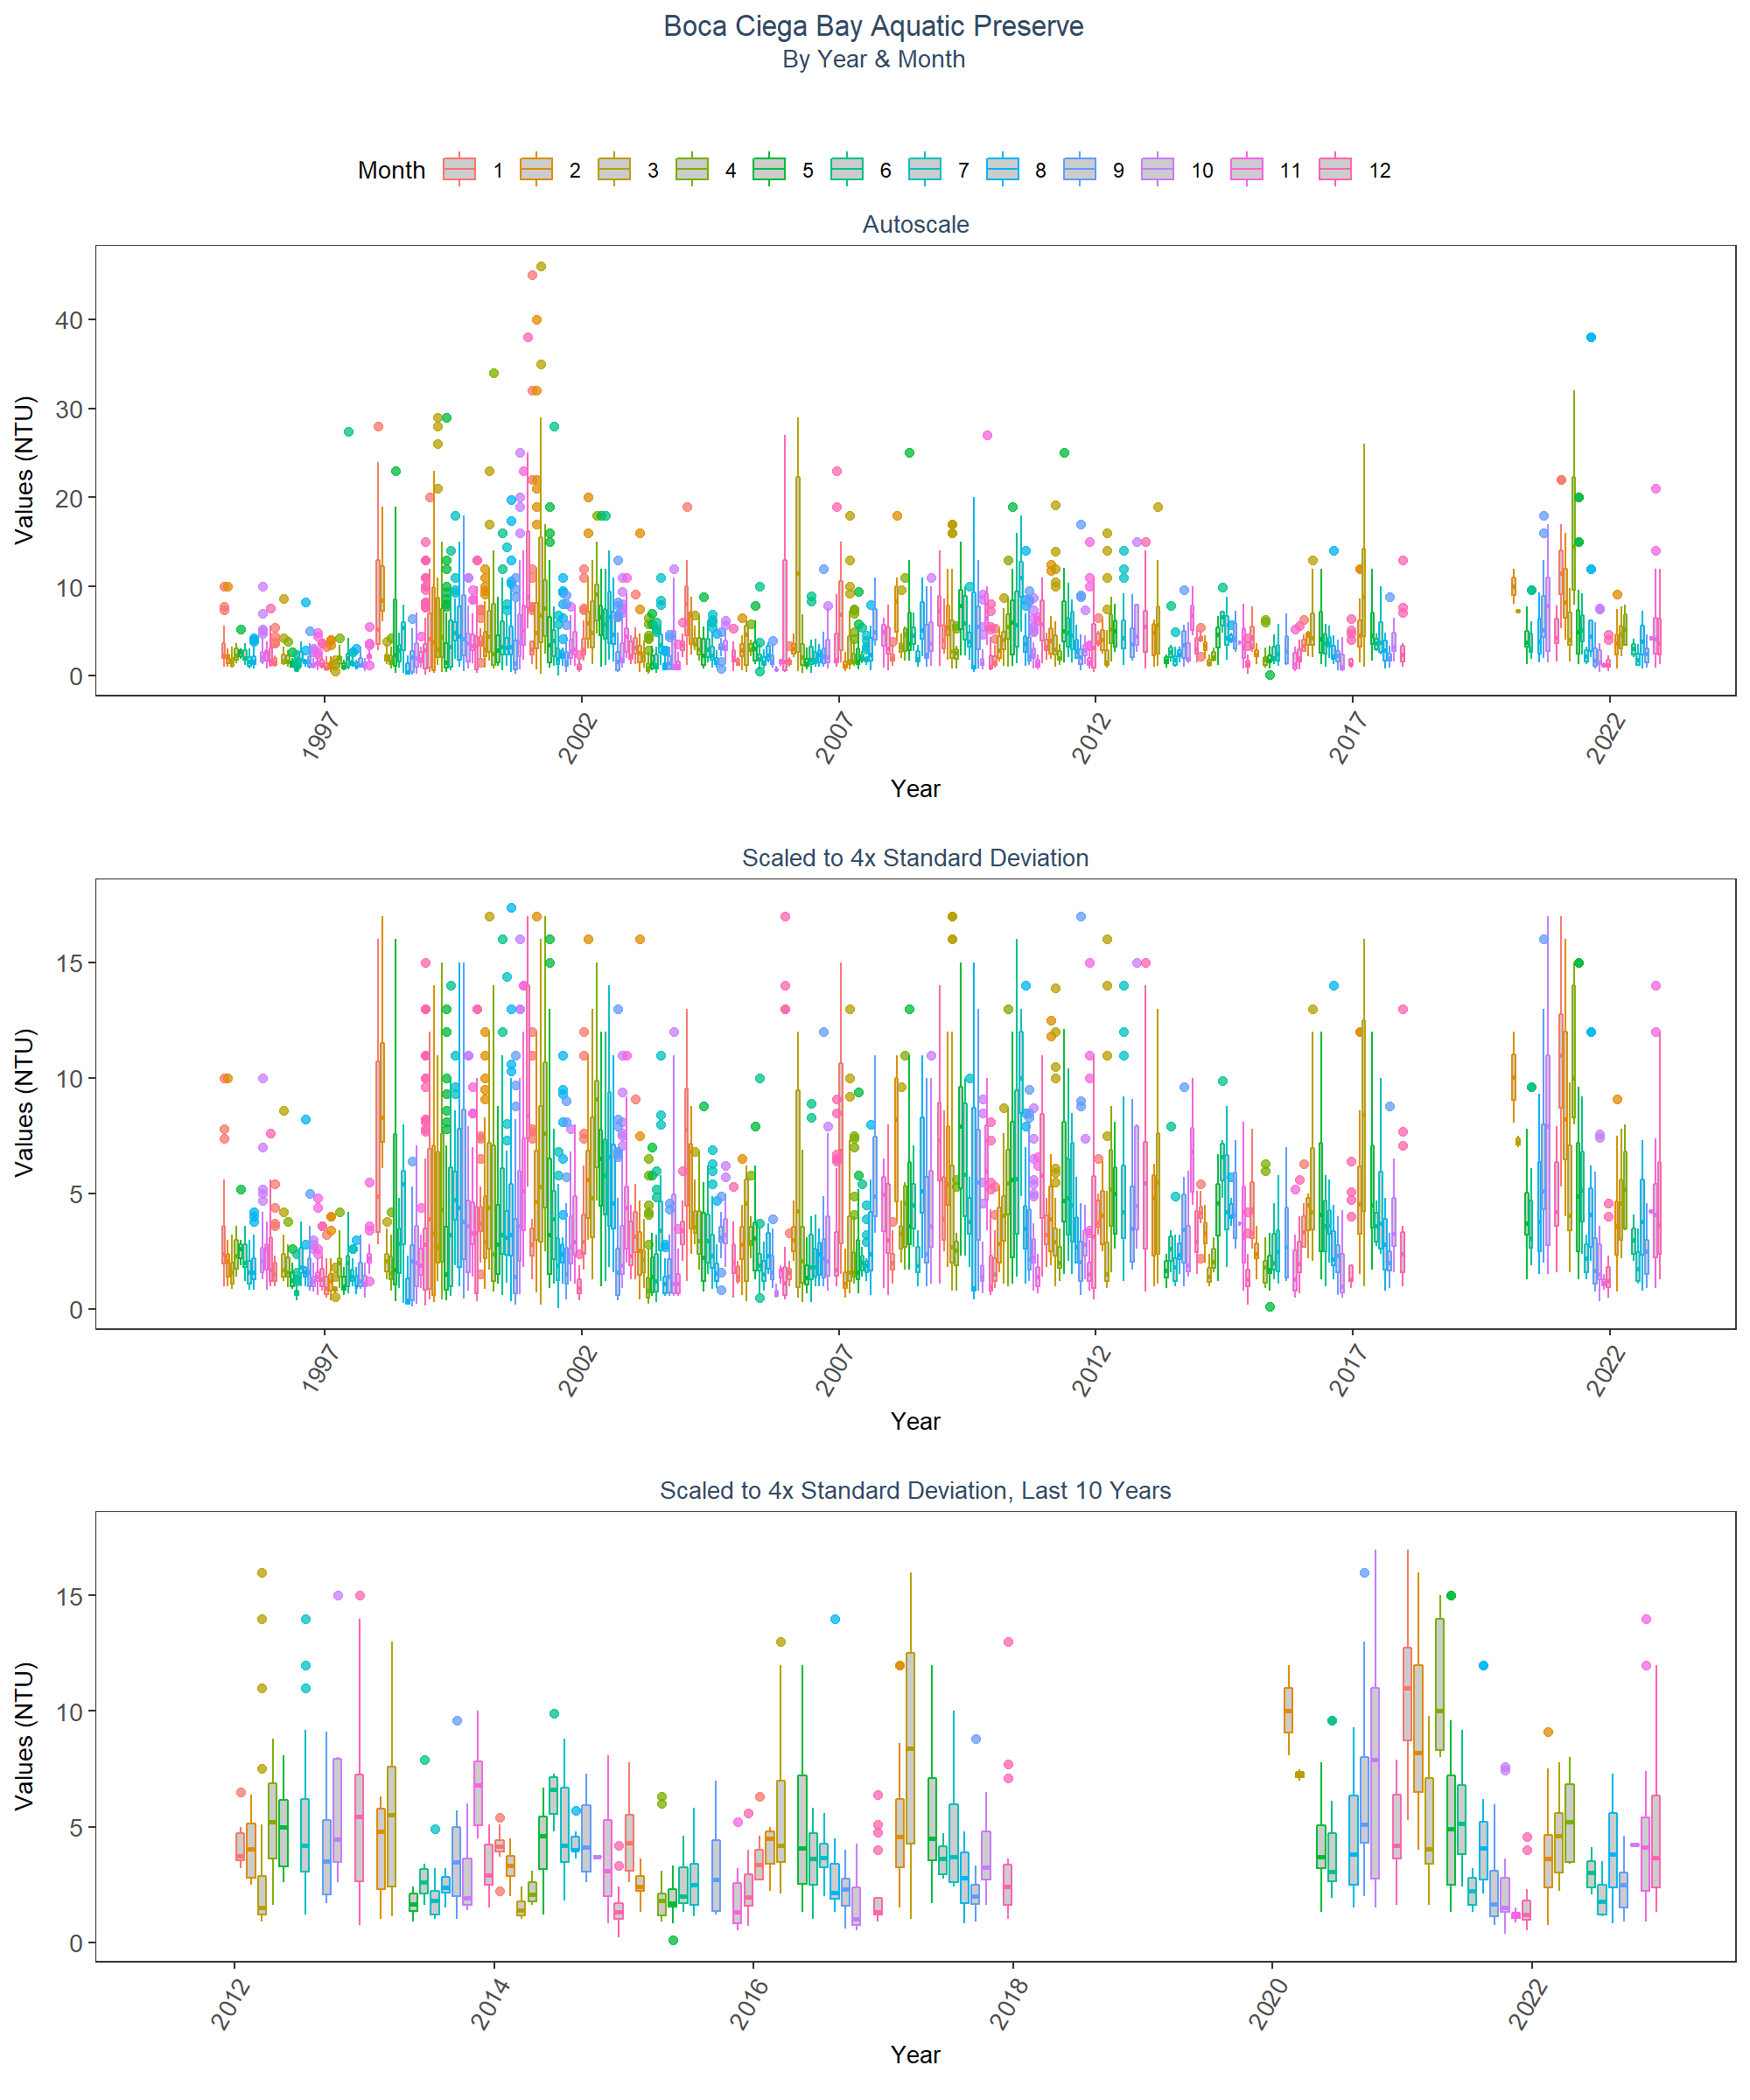 Boca Ciega Bay Aquatic Preserve
By Year & Month
Month 1 2 3 4 5 6 7 8 9 10 11 12
Autoscale
Values (NTU)
40
30
20
10
0
1997 2002 2007 2012 2017 2022
Year
Scaled to 4x Standard Deviation
Values (NTU)
15
10
5
0
1997 2002 2007 2012 2017 2022
Year
Scaled to 4x Standard Deviation, Last 10 Years
Values (NTU)
15
10
5
0
2012 2014 2016 2018 2020 2022
Year